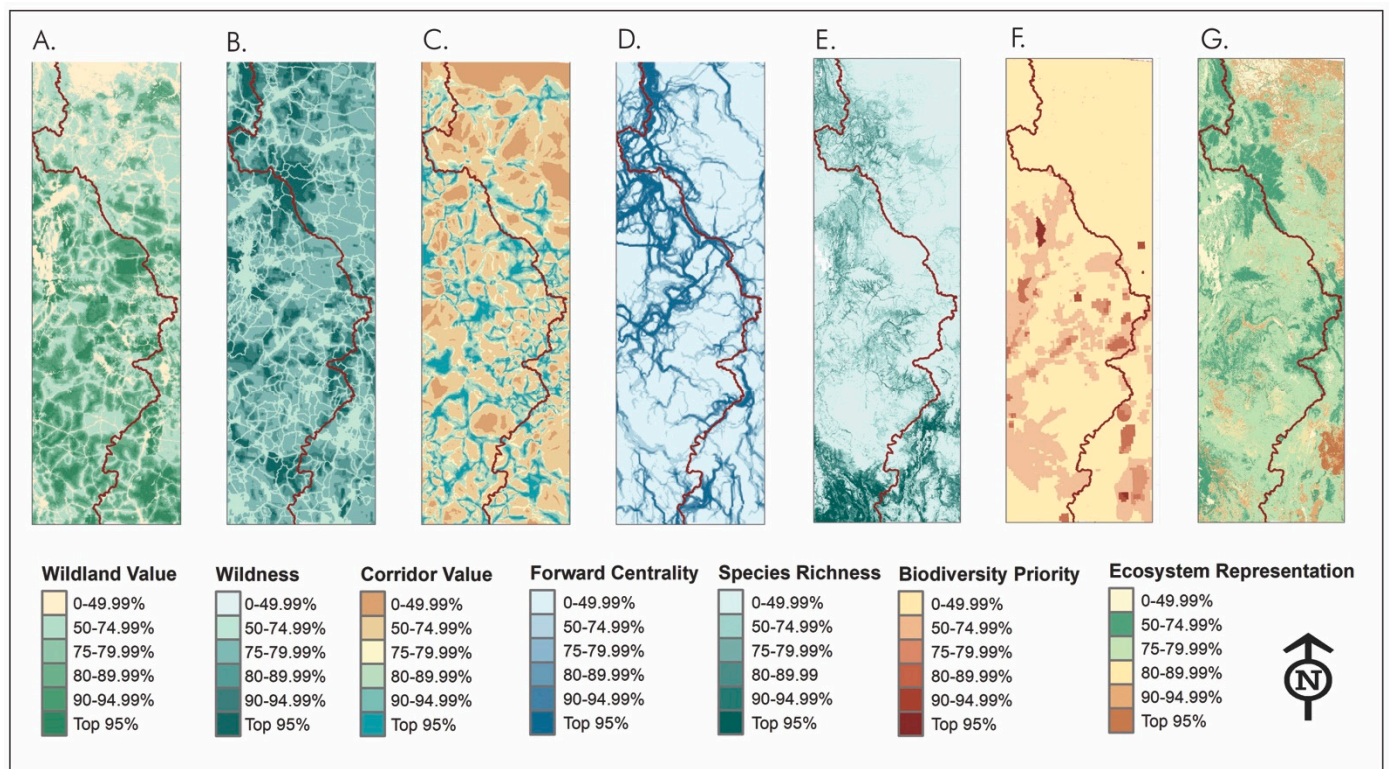 A.
B.
C.
D.
E.
F.
G.
Wildland Value
0-49.99%
50-74.99%
75-79.99%
80-89.99%
90-94.99%
Top 95%
Wildness
0-49.99%
50-74.99%
75-79.99%
80-89.99%
90-94.99%
Top 95%
Corridor Value
0-49.99%
50-74.99%
75-79.99%
80-89.99%
90-94.99%
Top 95%
Forward Centrality
0-49.99%
50-74.99%
75-79.99%
80-89.99%
90-94.99%
Top 95%
Species Richness
0-49.99%
50-74.99%
75-79.99%
80-89.99
90-94.99%
Top 95%
Biodiversity Priority
0-49.99%
50-74.99%
75-79.99%
80-89.99%
90-94.99%
Top 95%
Ecosystem Representation
0-49.99%
50-74.99%
75-79.99%
80-89.99%
90-94.99%
Top 95%
N